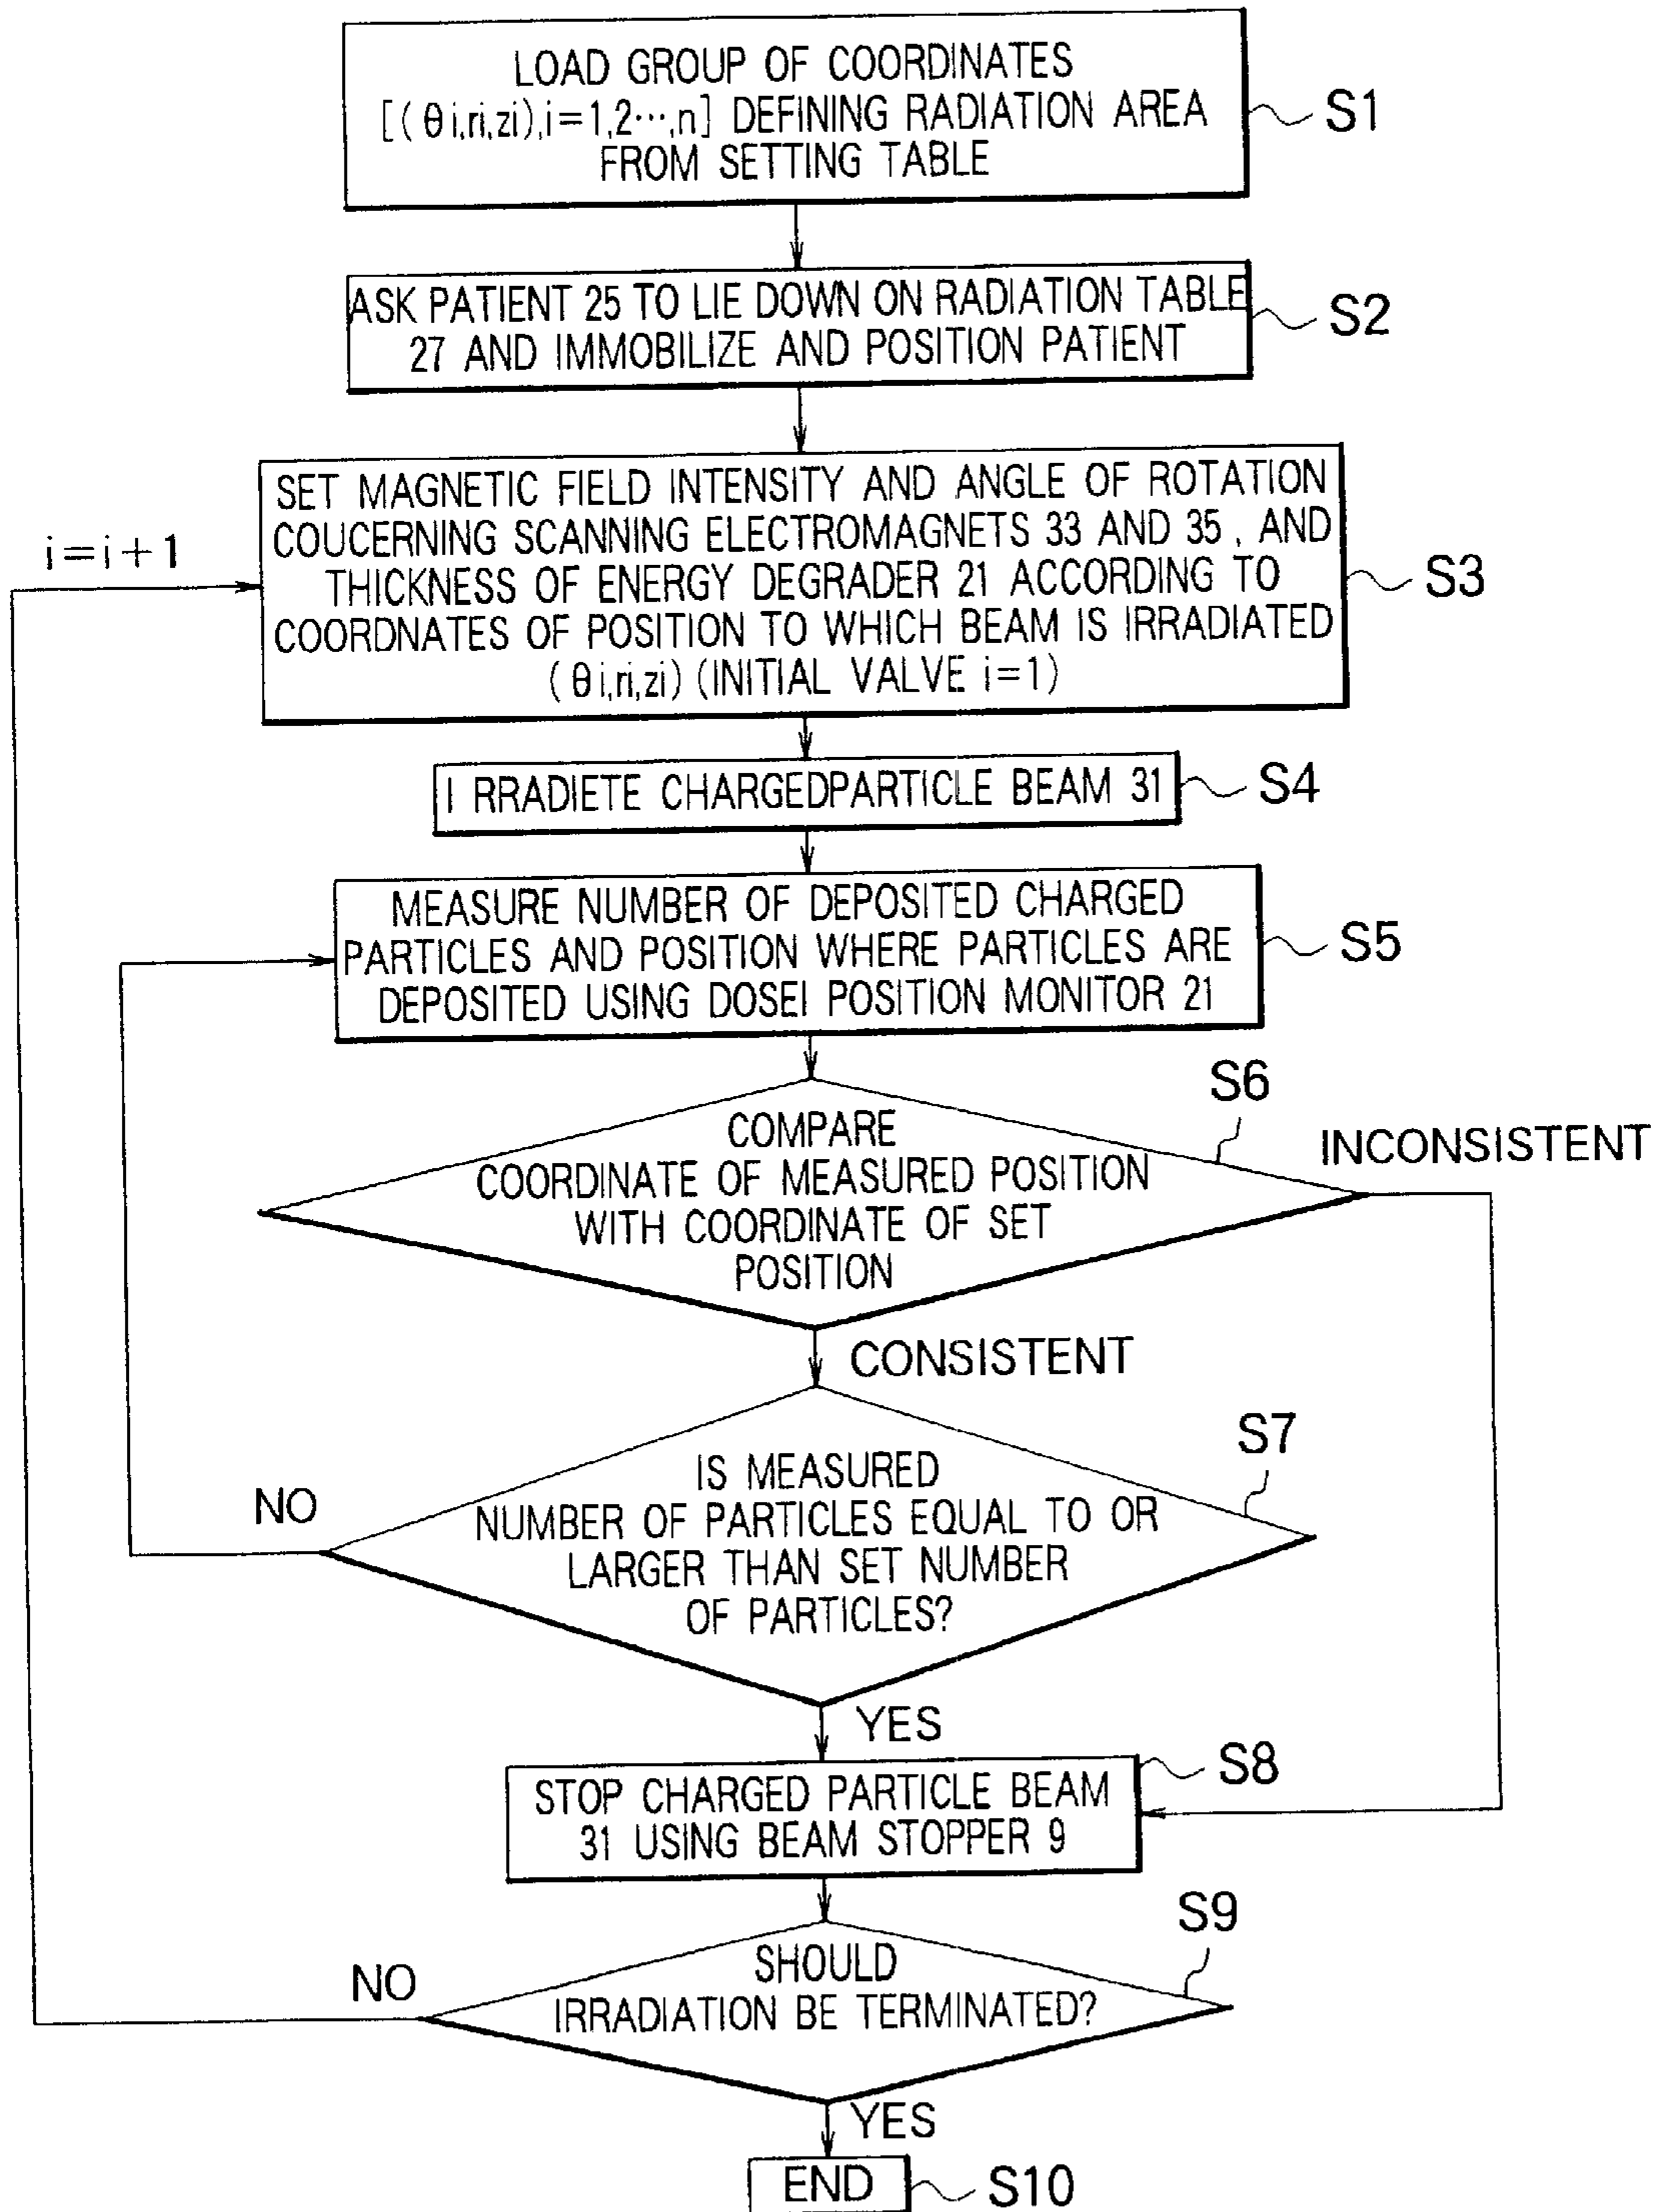 LOAD GROUP OF COORDINATES
[(θi,ri,zi),i=1,2⋯,n] DEFINING RADIATION AREA
FROM SETTING TABLE
S1
ASK PATIENT 25 TO LIE DOWN ON RADIATION TABLE
27 AND IMMOBILIZE AND POSITION PATIENT
S2
i=i+1
SET MAGNETIC FIELD INTENSITY AND ANGLE OF ROTATION
COUCERNING SCANNING ELECTROMAGNETS 33 AND 35 , AND
THICKNESS OF ENERGY DEGRADER 21 ACCORDING TO
COORDNATES OF POSITION TO WHICH BEAM IS IRRADIATED
(θi,ri,zi) (INITIAL VALVE i=1)
S3
I RRADIETE CHARGEDPARTICLE BEAM 31
S4
MEASURE NUMBER OF DEPOSITED CHARGED
PARTICLES AND POSITION WHERE PARTICLES ARE
DEPOSITED USING DOSEI POSITION MONITOR 21
S5
S6
COMPARE
COORDINATE OF MEASURED POSITION
WITH COORDINATE OF SET
POSITION
INCONSISTENT
CONSISTENT
S7
IS MEASURED
NUMBER OF PARTICLES EQUAL TO OR
LARGER THAN SET NUMBER
OF PARTICLES?
NO
YES
STOP CHARGED PARTICLE BEAM
31 USING BEAM STOPPER 9
S8
S9
SHOULD
IRRADIATION BE TERMINATED?
NO
YES
END
S10